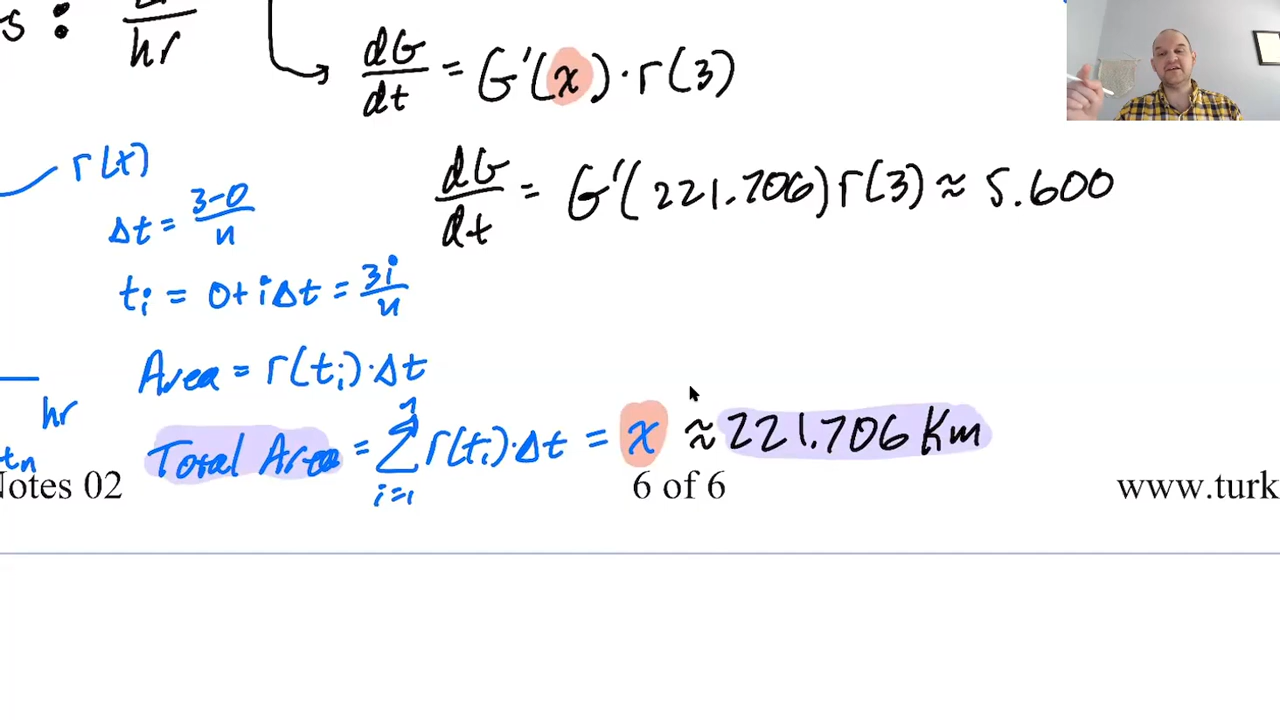 s :
hr
dG/dt = G'(x) · r(3)
r(t)
dG/dt = G'(221.706) r(3) ≈ 5.600
Δt = 3-0/n
ti = 0 + iΔt = 3i/n
Area = r(ti) · Δt
hr
tn
Total Area = Σ i=1 r(ti) · Δt = x ≈ 221.706 Km
Notes 02 6 of 6 www.turk